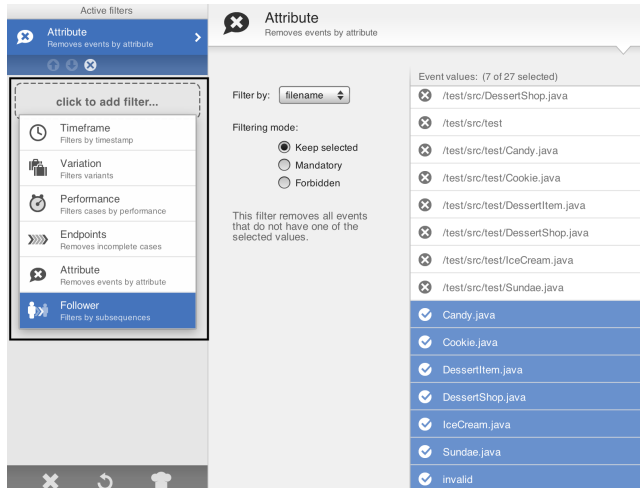 Active filters
Attribute
Removes events by attribute
click to add filter...
Timeframe
Filters by timestamp
Variation
Filters variants
Performance
Filters cases by performance
Endpoints
Removes incomplete cases
Attribute
Removes events by attribute
Follower
Filters by subsequences
Attribute
Removes events by attribute
Filter by:
filename
Filtering mode:
Keep selected
Mandatory
Forbidden
This filter removes all events
that do not have one of the
selected values.
Event values: (7 of 27 selected)
/test/src/DessertShop.java
/test/src/test
/test/src/test/Candy.java
/test/src/test/Cookie.java
/test/src/test/DessertItem.java
/test/src/test/DessertShop.java
/test/src/test/IceCream.java
/test/src/test/Sundae.java
Candy.java
Cookie.java
DessertItem.java
DessertShop.java
IceCream.java
Sundae.java
invalid